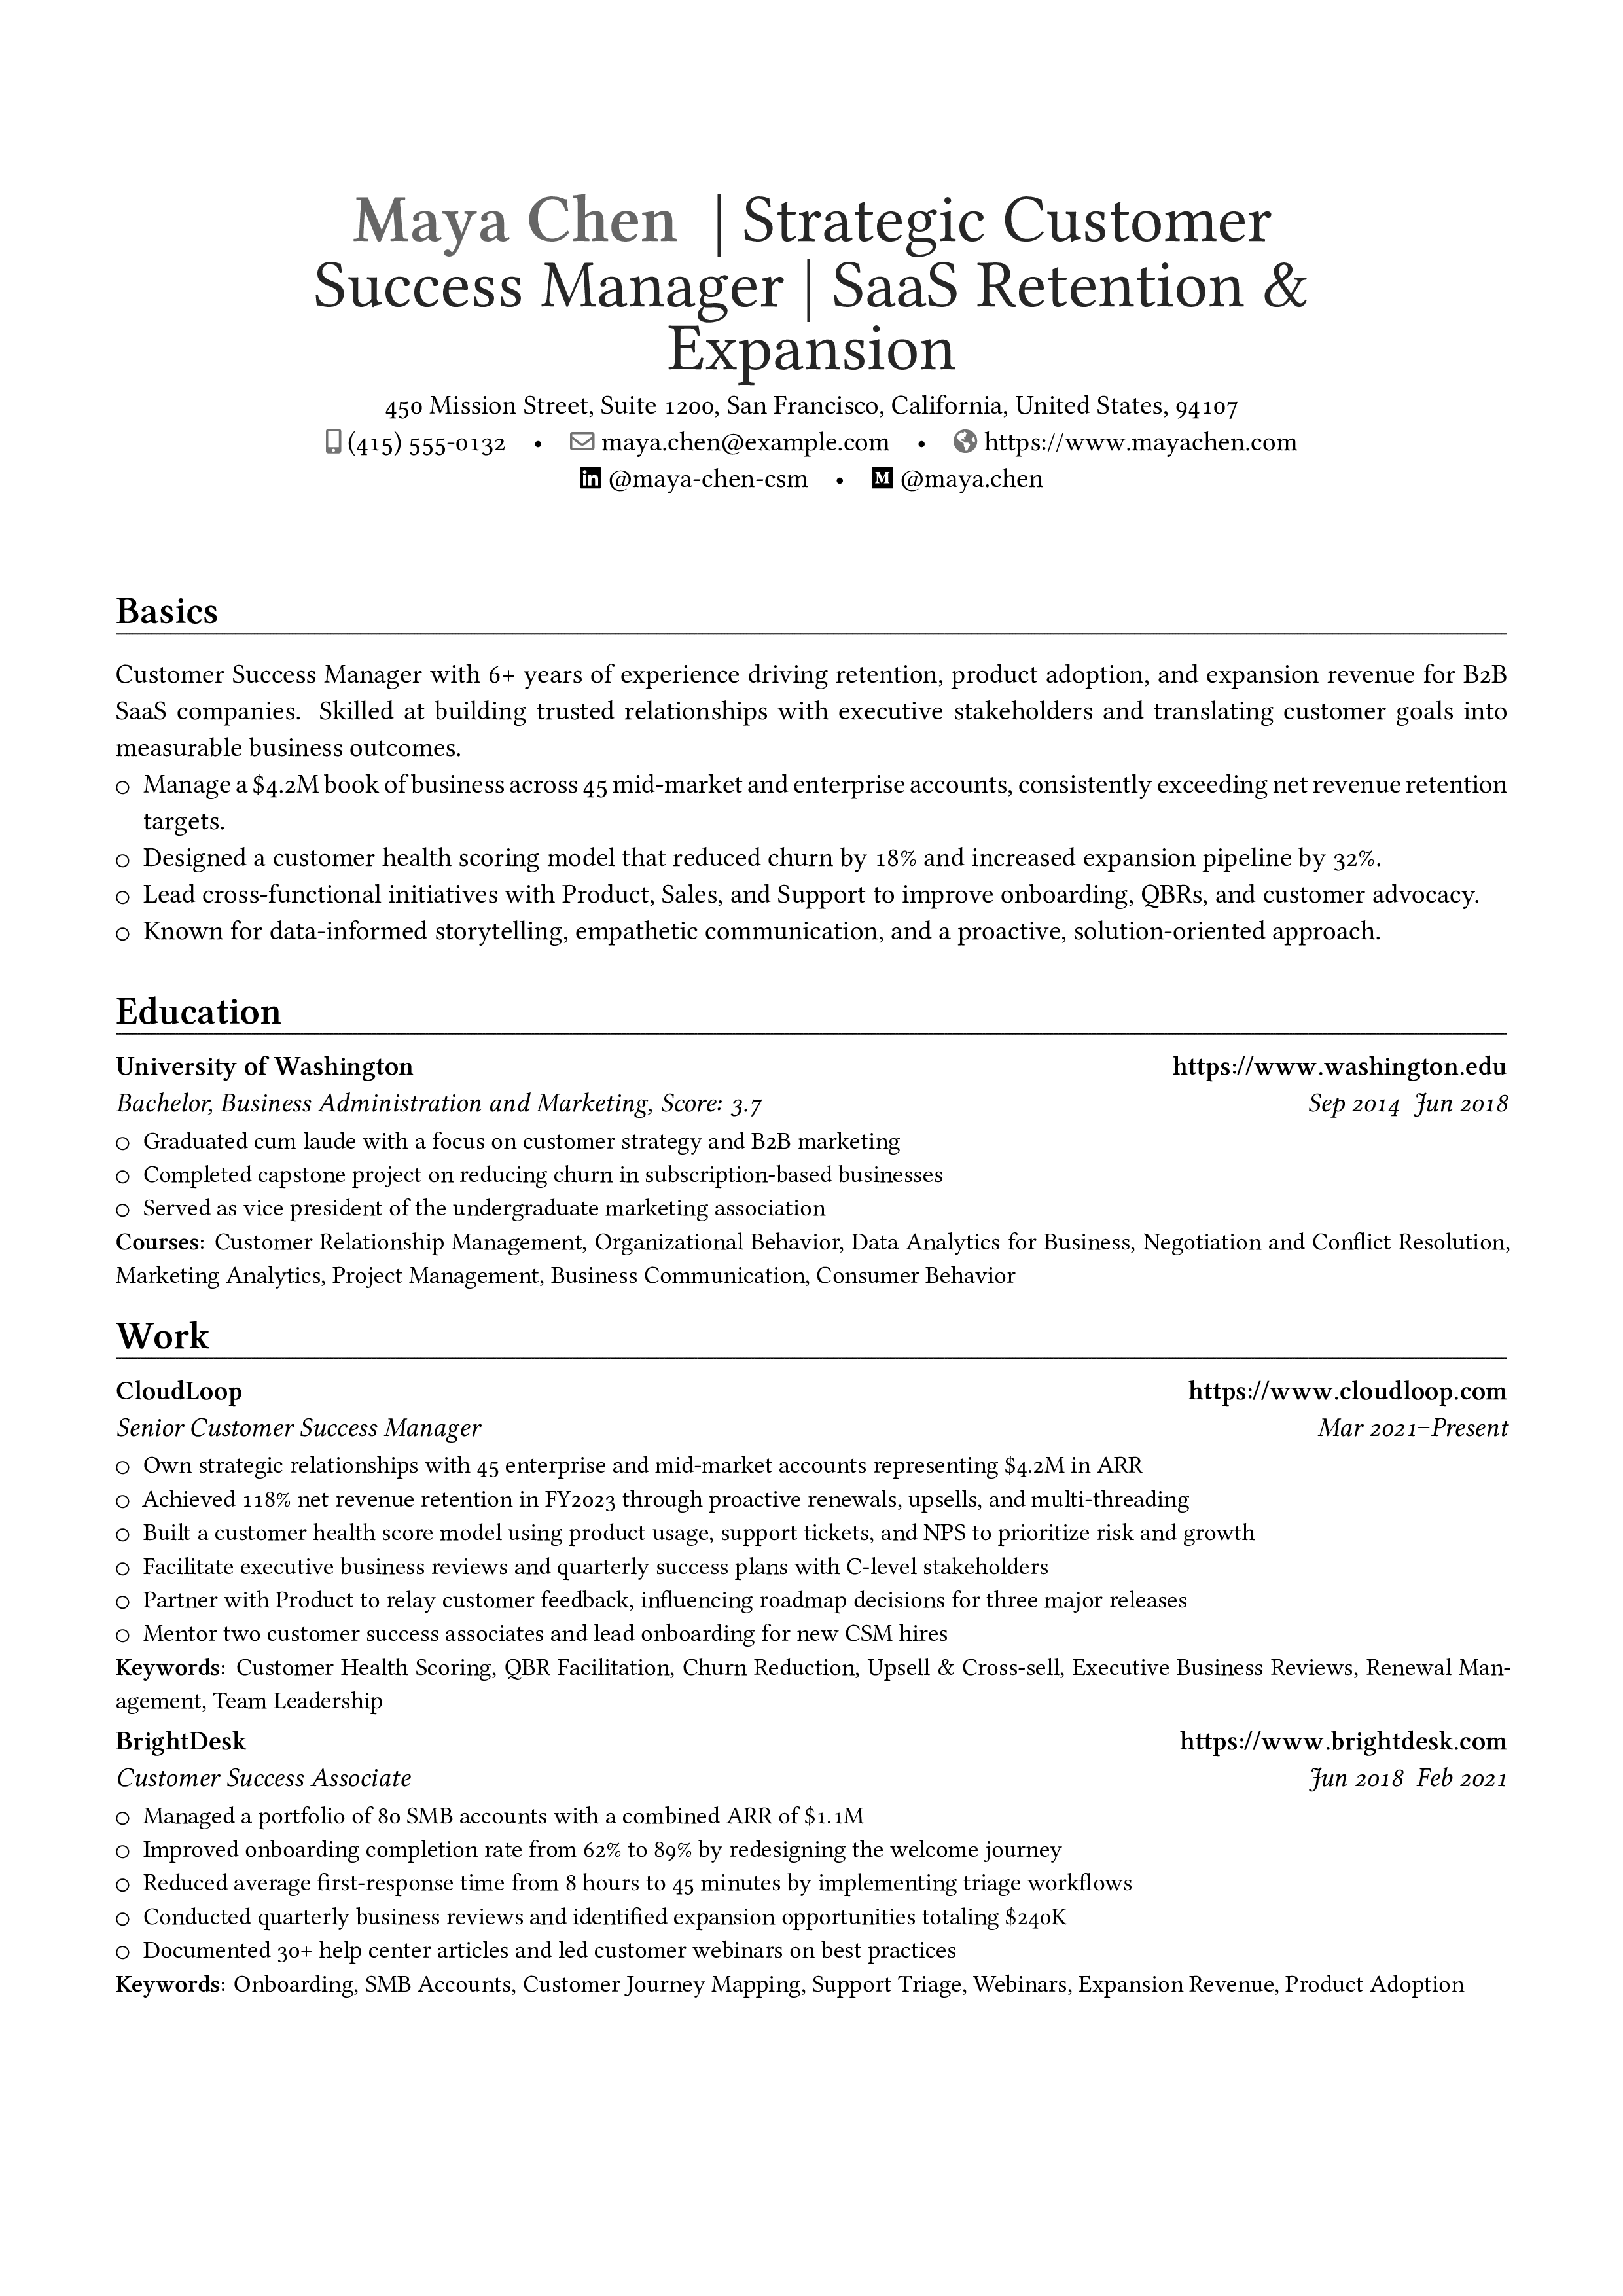 Maya Chen | Strategic Customer
Success Manager | SaaS Retention &
Expansion
450 Mission Street, Suite 1200, San Francisco, California, United States, 94107
(415) 555-0132 • maya.chen@example.com • https://www.mayachen.com
@maya-chen-csm • @maya.chen
Basics
Customer Success Manager with 6+ years of experience driving retention, product adoption, and expansion revenue for B2B
SaaS companies. Skilled at building trusted relationships with executive stakeholders and translating customer goals into
measurable business outcomes.
○ Manage a $4.2M book of business across 45 mid-market and enterprise accounts, consistently exceeding net revenue retention
targets.
○ Designed a customer health scoring model that reduced churn by 18% and increased expansion pipeline by 32%.
○ Lead cross-functional initiatives with Product, Sales, and Support to improve onboarding, QBRs, and customer advocacy.
○ Known for data-informed storytelling, empathetic communication, and a proactive, solution-oriented approach.
Education
University of Washington https://www.washington.edu
Bachelor, Business Administration and Marketing, Score: 3.7 Sep 2014–Jun 2018
○ Graduated cum laude with a focus on customer strategy and B2B marketing
○ Completed capstone project on reducing churn in subscription-based businesses
○ Served as vice president of the undergraduate marketing association
Courses: Customer Relationship Management, Organizational Behavior, Data Analytics for Business, Negotiation and Conflict Resolution,
Marketing Analytics, Project Management, Business Communication, Consumer Behavior
Work
CloudLoop https://www.cloudloop.com
Senior Customer Success Manager Mar 2021–Present
○ Own strategic relationships with 45 enterprise and mid-market accounts representing $4.2M in ARR
○ Achieved 118% net revenue retention in FY2023 through proactive renewals, upsells, and multi-threading
○ Built a customer health score model using product usage, support tickets, and NPS to prioritize risk and growth
○ Facilitate executive business reviews and quarterly success plans with C-level stakeholders
○ Partner with Product to relay customer feedback, influencing roadmap decisions for three major releases
○ Mentor two customer success associates and lead onboarding for new CSM hires
Keywords: Customer Health Scoring, QBR Facilitation, Churn Reduction, Upsell & Cross-sell, Executive Business Reviews, Renewal Man-
agement, Team Leadership
BrightDesk https://www.brightdesk.com
Customer Success Associate Jun 2018–Feb 2021
○ Managed a portfolio of 80 SMB accounts with a combined ARR of $1.1M
○ Improved onboarding completion rate from 62% to 89% by redesigning the welcome journey
○ Reduced average first-response time from 8 hours to 45 minutes by implementing triage workflows
○ Conducted quarterly business reviews and identified expansion opportunities totaling $240K
○ Documented 30+ help center articles and led customer webinars on best practices
Keywords: Onboarding, SMB Accounts, Customer Journey Mapping, Support Triage, Webinars, Expansion Revenue, Product Adoption